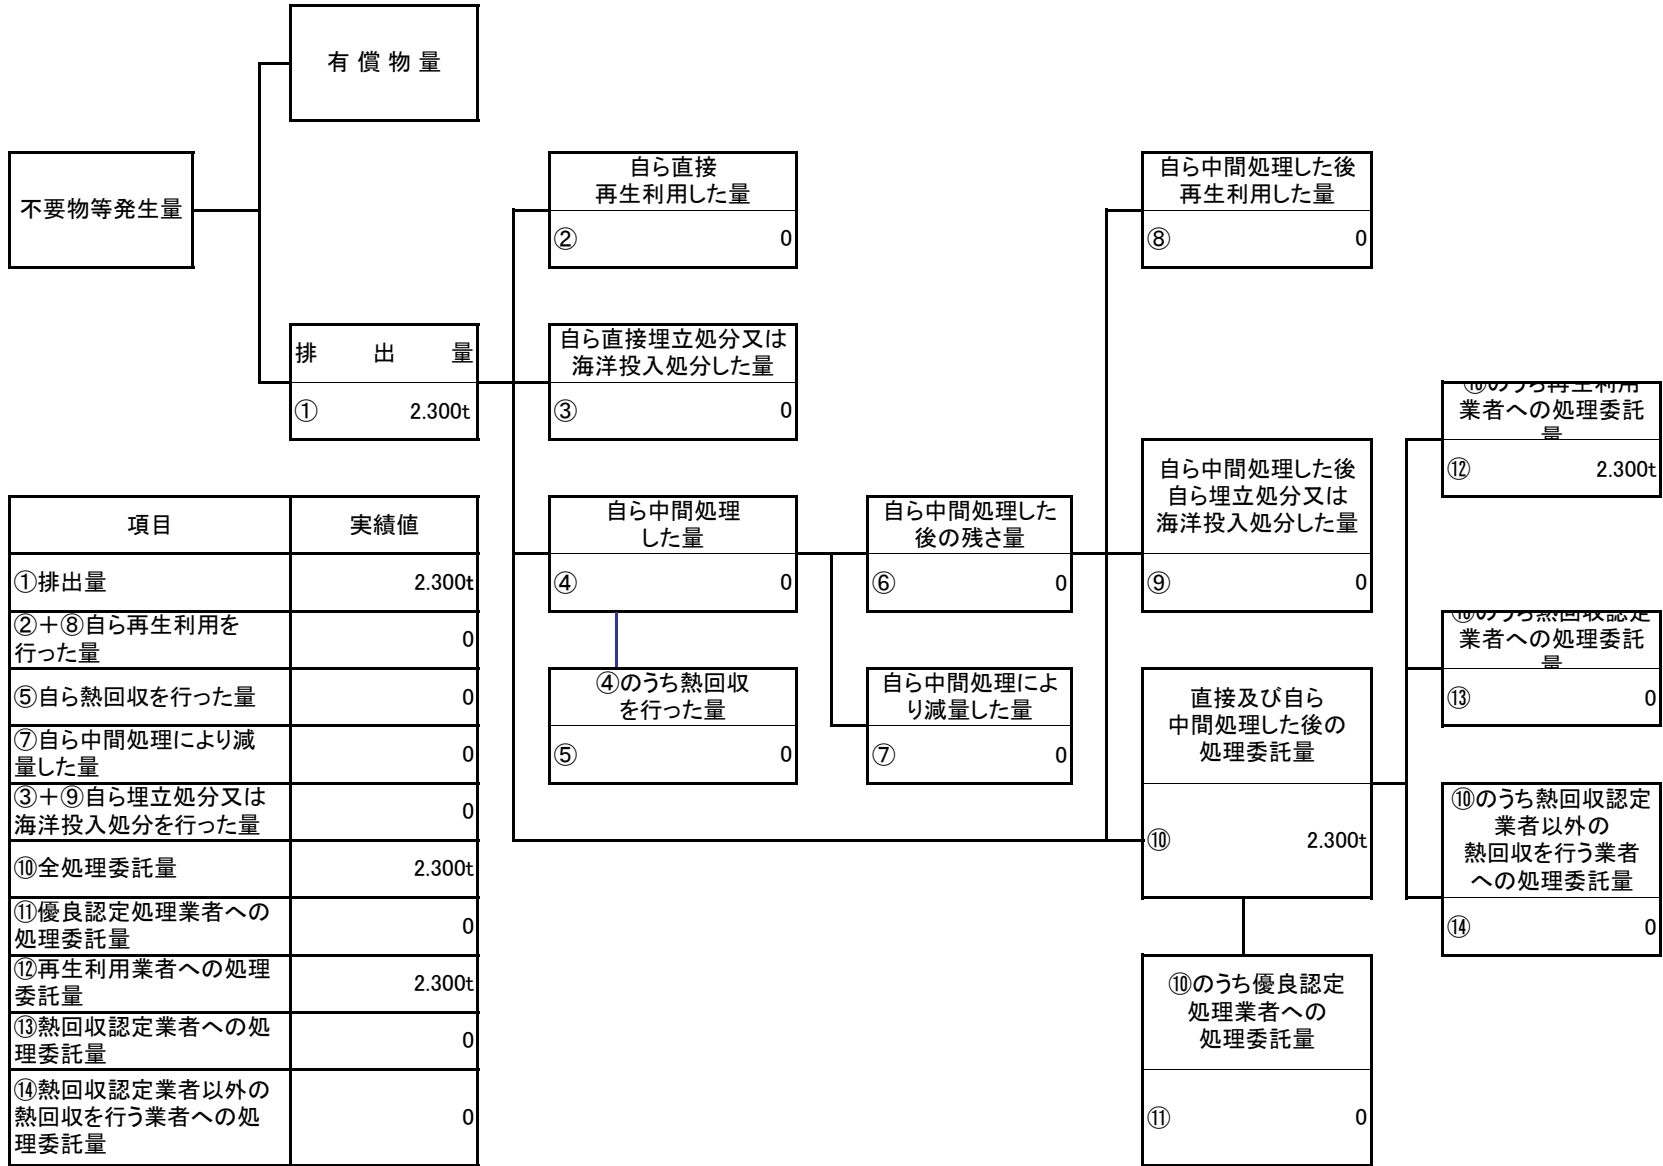 有 償 物 量
不要物等発生量
自ら直接
再生利用した量
② 0
自ら中間処理した後
再生利用した量
⑧ 0
排 出 量
① 2.300t
自ら直接埋立処分又は
海洋投入処分した量
③ 0
⑩のうち再生利用
業者への処理委託
量
⑫ 2.300t
自ら中間処理した後
自ら埋立処分又は
海洋投入処分した量
⑨ 0
自ら中間処理
した量
④ 0
自ら中間処理した
後の残さ量
⑥ 0
⑩のうち熱回収認定
業者への処理委託
量
⑬ 0
④のうち熱回収
を行った量
⑤ 0
自ら中間処理によ
り減量した量
⑦ 0
直接及び自ら
中間処理した後の
処理委託量
⑩ 2.300t
⑩のうち熱回収認定
業者以外の
熱回収を行う業者
への処理委託量
⑭ 0
⑩のうち優良認定
処理業者への
処理委託量
⑪ 0
項目 実績値
①排出量 2.300t
②＋⑧自ら再生利用を
行った量 0
⑤自ら熱回収を行った量 0
⑦自ら中間処理により減
量した量 0
③＋⑨自ら埋立処分又は
海洋投入処分を行った量 0
⑩全処理委託量 2.300t
⑪優良認定処理業者への
処理委託量 0
⑫再生利用業者への処理
委託量 2.300t
⑬熱回収認定業者への処
理委託量 0
⑭熱回収認定業者以外の
熱回収を行う業者への処
理委託量 0